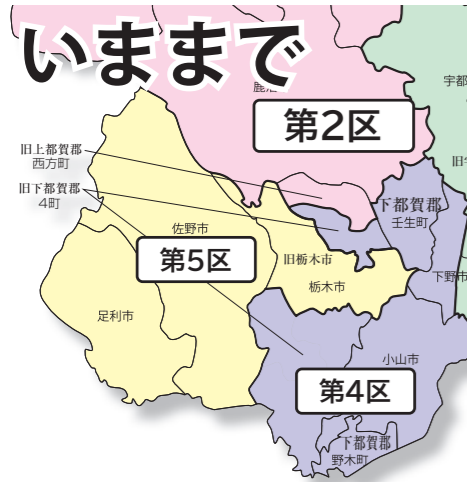 いままで
鹿沼
宇都
第2区
旧上都賀郡
西方町
旧下都賀郡
4町
下都賀郡
壬生町
佐野市
旧栃木市
栃木市
下野市
第5区
足利市
小山市
第4区
下都賀郡
野木町